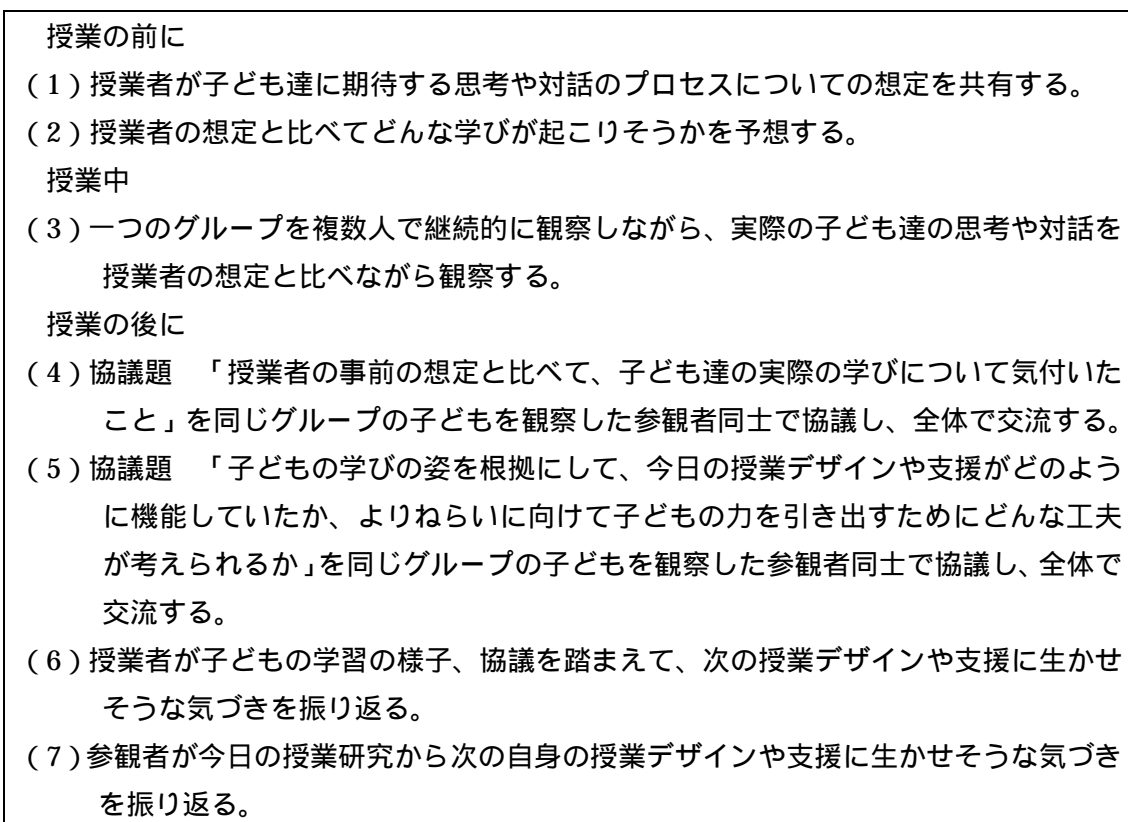 授業の前に
(1)授業者が子ども達に期待する思考や対話のプロセスについての想定を共有する。
(2)授業者の想定と比べてどんな学びが起こりそうかを予想する。
授業中
(3)一つのグループを複数人で継続的に観察しながら、実際の子ども達の思考や対話を
授業者の想定と比べながら観察する。
授業の後に
(4)協議題 「授業者の事前の想定と比べて、子ども達の実際の学びについて気付いた
こと」を同じグループの子どもを観察した参観者同士で協議し、全体で交流する。
(5)協議題 「子どもの学びの姿を根拠にして、今日の授業デザインや支援がどのよう
に機能していたか、よりねらいに向けて子どもの力を引き出すためにどんな工夫
が考えられるか」を同じグループの子どもを観察した参観者同士で協議し、全体で
交流する。
(6)授業者が子どもの学習の様子、協議を踏まえて、次の授業デザインや支援に生かせ
そうな気づきを振り返る。
(7)参観者が今日の授業研究から次の自身の授業デザインや支援に生かせそうな気づき
を振り返る。